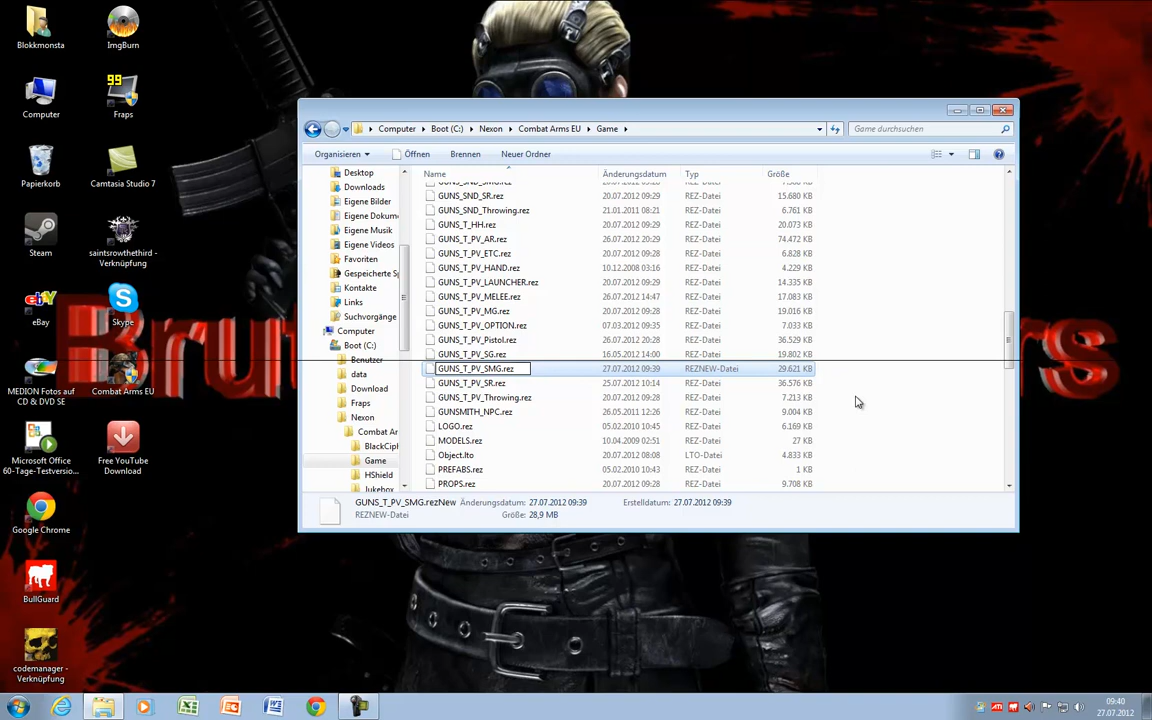 Blokkmonsta
ImgBurn
Computer
99
Fraps
Papierkorb
Camtasia Studio 7
Steam
saintsrowthethird -
Verknüpfung
ebay
eBay
Skype
MEDION Fotos auf
CD & DVD SE
Combat Arms EU
Microsoft Office
60-Tage-Testversio...
Free YouTube
Download
Google Chrome
BullGuard
codemanager -
Verknüpfung
Computer
Boot (C:)
Nexon
Combat Arms EU
Game
Game durchsuchen
Organisieren
Öffnen
Brennen
Neuer Ordner
Desktop
Downloads
Eigene Bilder
Eigene Dokum
Eigene Musik
Eigene Videos
Favoriten
Gespeicherte Sp
Kontakte
Links
Suchvorgänge
Computer
Boot (C:)
Benutzer
data
Download
Fraps
Nexon
Combat Ar
BlackCip
Game
HShield
Jukebox
Name Änderungsdatum Typ Größe
GUNS_SND_SMG.rez 20.07.2012 09:28 REZ-Datei
GUNS_SND_SR.rez 20.07.2012 09:29 REZ-Datei 15.680 KB
GUNS_SND_Throwing.rez 21.01.2011 08:21 REZ-Datei 6.761 KB
GUNS_T_HH.rez 20.07.2012 09:29 REZ-Datei 20.073 KB
GUNS_T_PV_AR.rez 26.07.2012 20:29 REZ-Datei 74.472 KB
GUNS_T_PV_ETC.rez 20.07.2012 09:28 REZ-Datei 6.828 KB
GUNS_T_PV_HAND.rez 10.12.2008 03:16 REZ-Datei 4.229 KB
GUNS_T_PV_LAUNCHER.rez 20.07.2012 09:29 REZ-Datei 14.335 KB
GUNS_T_PV_MELEE.rez 26.07.2012 14:47 REZ-Datei 17.083 KB
GUNS_T_PV_MG.rez 20.07.2012 09:28 REZ-Datei 19.016 KB
GUNS_T_PV_OPTION.rez 07.03.2012 09:35 REZ-Datei 7.033 KB
GUNS_T_PV_Pistol.rez 26.07.2012 20:28 REZ-Datei 36.529 KB
GUNS_T_PV_SG.rez 16.05.2012 14:00 REZ-Datei 19.802 KB
GUNS_T_PV_SMG.rez 27.07.2012 09:39 REZNEW-Datei 29.621 KB
GUNS_T_PV_SR.rez 25.07.2012 10:14 REZ-Datei 36.576 KB
GUNS_T_PV_Throwing.rez 20.07.2012 09:28 REZ-Datei 7.213 KB
GUNSMITH_NPC.rez 26.05.2011 12:26 REZ-Datei 9.004 KB
LOGO.rez 05.02.2010 10:45 REZ-Datei 6.169 KB
MODELS.rez 10.04.2009 02:51 REZ-Datei 27 KB
Object.lto 20.07.2012 08:08 LTO-Datei 4.833 KB
PREFABS.rez 05.02.2010 10:43 REZ-Datei 1 KB
PROPS.rez 20.07.2012 09:28 REZ-Datei 9.708 KB
GUNS_T_PV_SMG.rezNew Änderungsdatum: 27.07.2012 09:39 Erstelldatum: 27.07.2012 09:39
REZNEW-Datei Größe: 28,9 MB
09:40
27.07.2012